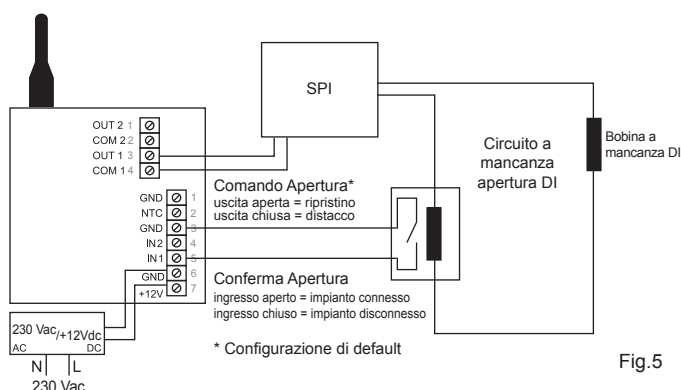 SPI
OUT 2 1
COM 2 2
OUT 1 3
COM 1 4
Circuito a
mancanza
apertura DI
Bobina a
mancanza DI
Comando Apertura*
uscita aperta = ripristino
uscita chiusa = distacco
GND 1
NTC 2
GND 3
IN2 4
IN1 5
GND 6
+12V 7
Conferma Apertura
ingresso aperto = impianto connesso
ingresso chiuso = impianto disconnesso
* Configurazione di default
230 Vac/+12Vdc
AC DC
N L
230 Vac
Fig.5